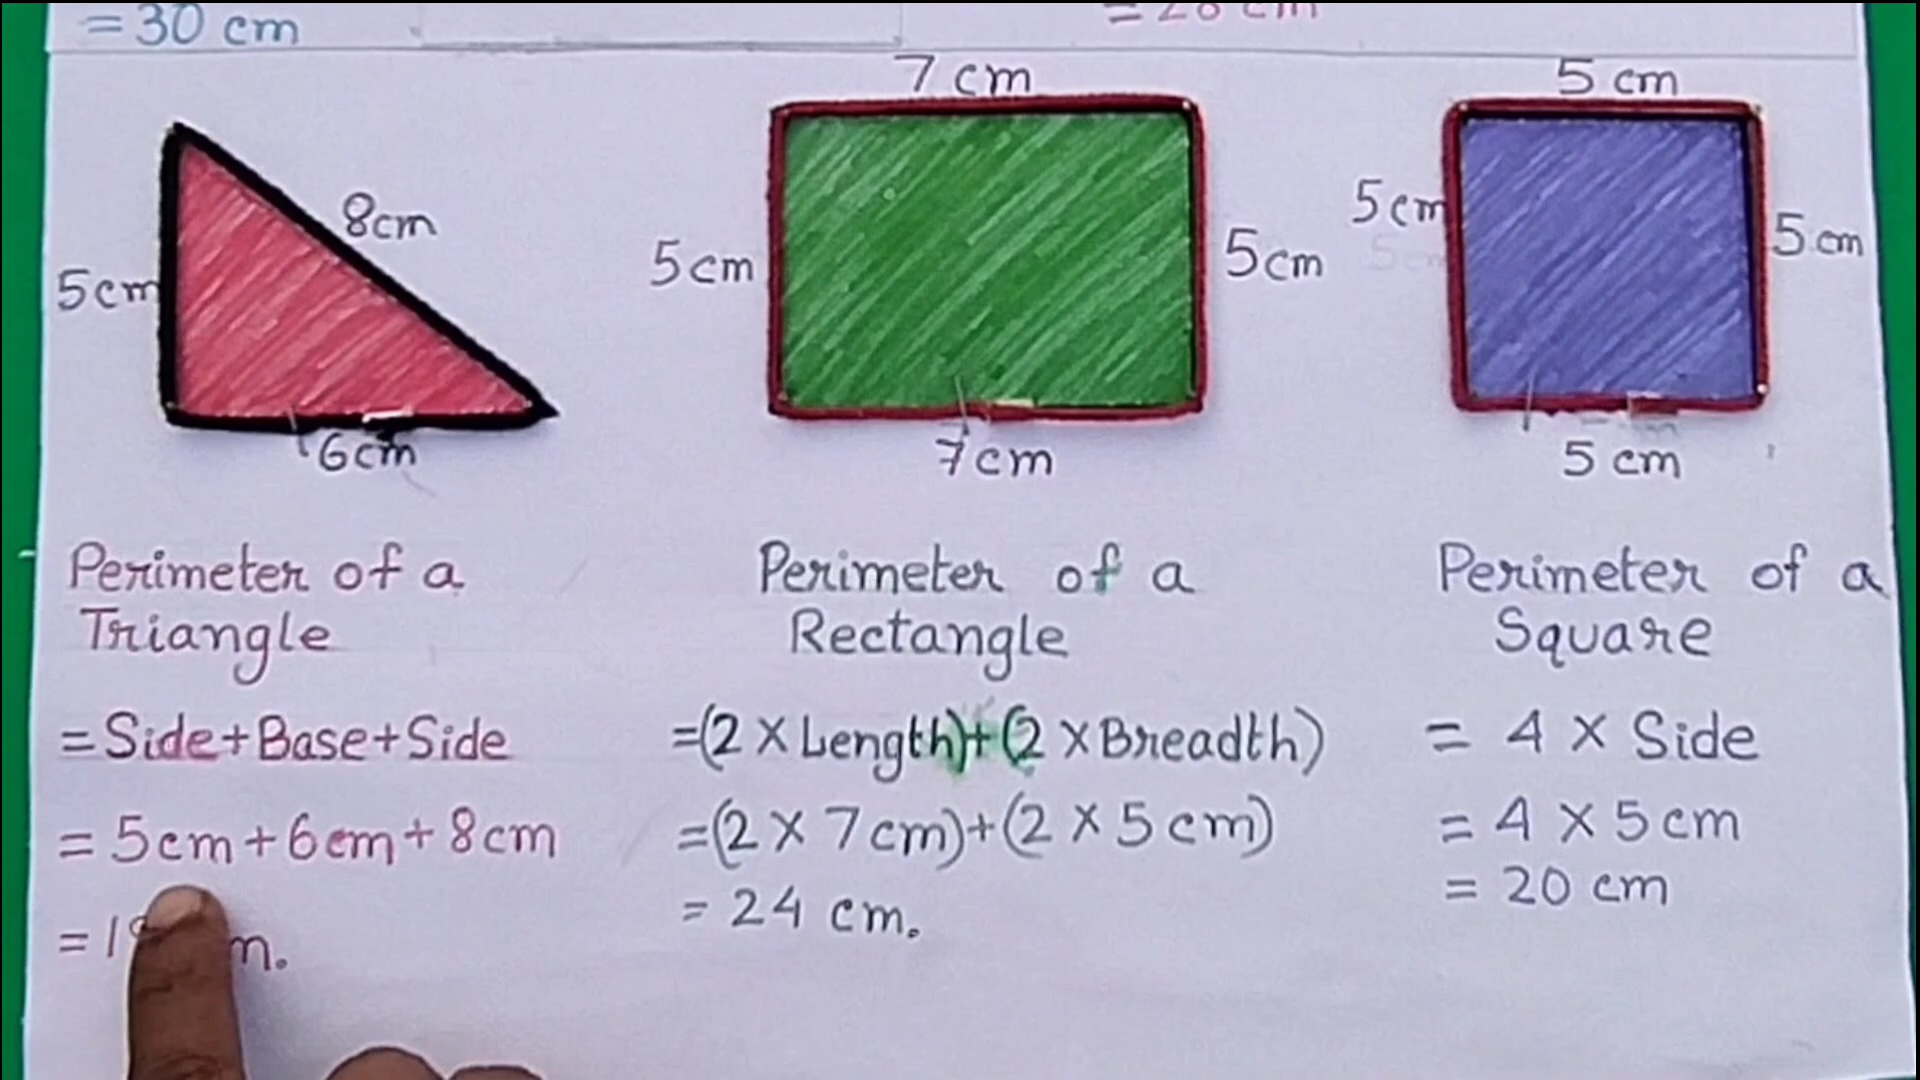 = 30 cm
= 28 cm
5cm
8cm
6cm
7 cm
5cm
5cm
7cm
5 cm
5cm
5cm
5 cm
Perimeter of a
Triangle
= Side+Base+Side
= 5cm+6cm+8cm
Perimeter of a
Rectangle
=(2 X Length)+(2 X Breadth)
=(2 X 7cm)+(2 X 5cm)
= 24 cm.
Perimeter of a
Square
= 4 X Side
= 4 X 5cm
= 20 cm